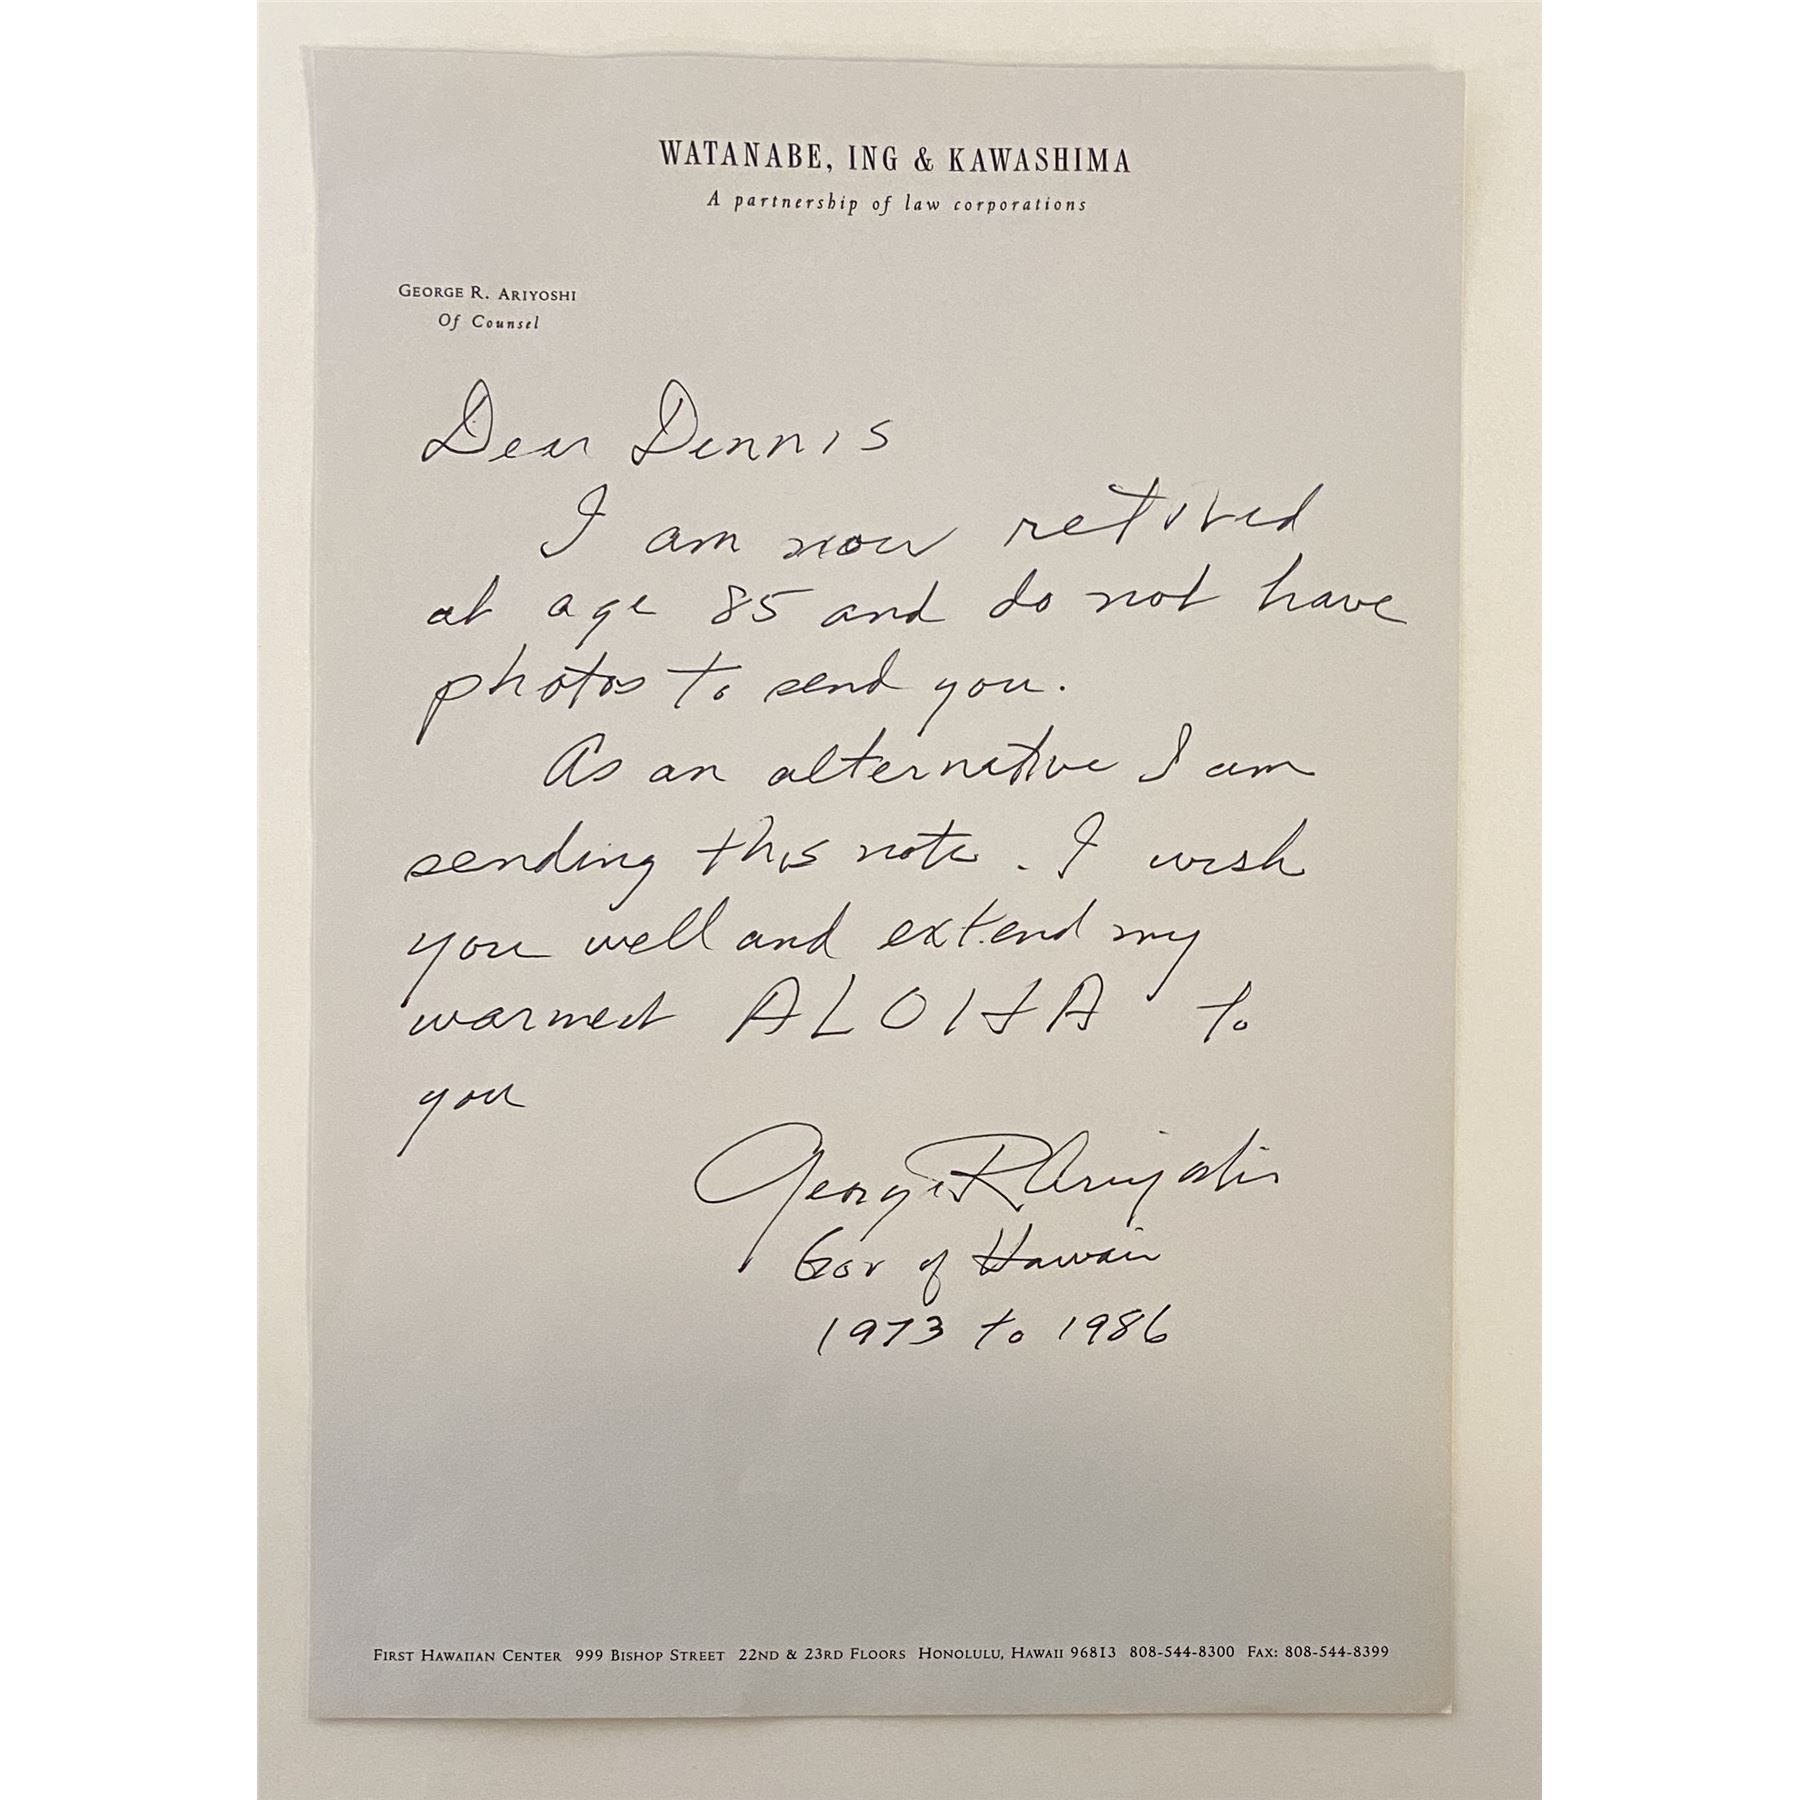 WATANABE, ING & KAWASHIMA
A partnership of law corporations
GEORGE R. ARIYOSHI
Of Counsel
Dear Dennis
I am now retired
at age 85 and do not have
photos to send you.
As an alternative I am
sending this note. I wish
you well and extend my
warmest ALOHA to
you
George R Ariyoshi
Gov of Hawaii
1973 to 1986
FIRST HAWAIIAN CENTER 999 BISHOP STREET 22ND & 23RD FLOORS HONOLULU, HAWAII 96813 808-544-8300 FAX: 808-544-8399